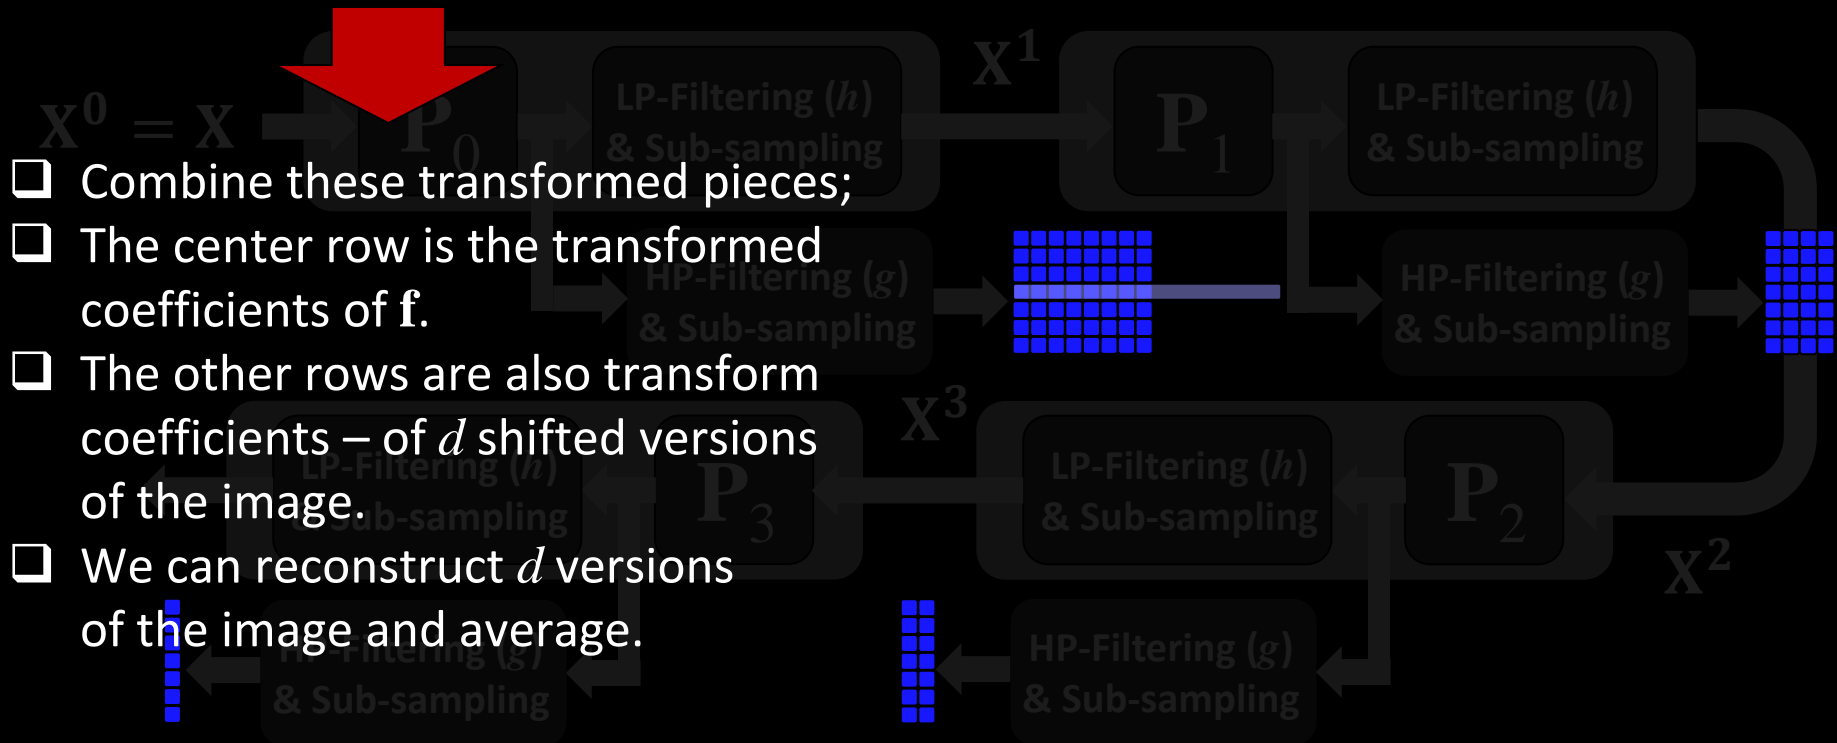 X⁰ = X
P₀
LP-Filtering (h)
& Sub-sampling
X¹
P₁
LP-Filtering (h)
& Sub-sampling
❑ Combine these transformed pieces;
❑ The center row is the transformed
coefficients of f.
❑ The other rows are also transform
coefficients – of d shifted versions
of the image.
❑ We can reconstruct d versions
of the image and average.
HP-Filtering (g)
& Sub-sampling
HP-Filtering (g)
& Sub-sampling
LP-Filtering (h)
& Sub-sampling
P₃
X³
LP-Filtering (h)
& Sub-sampling
P₂
X²
HP-Filtering (g)
& Sub-sampling
HP-Filtering (g)
& Sub-sampling